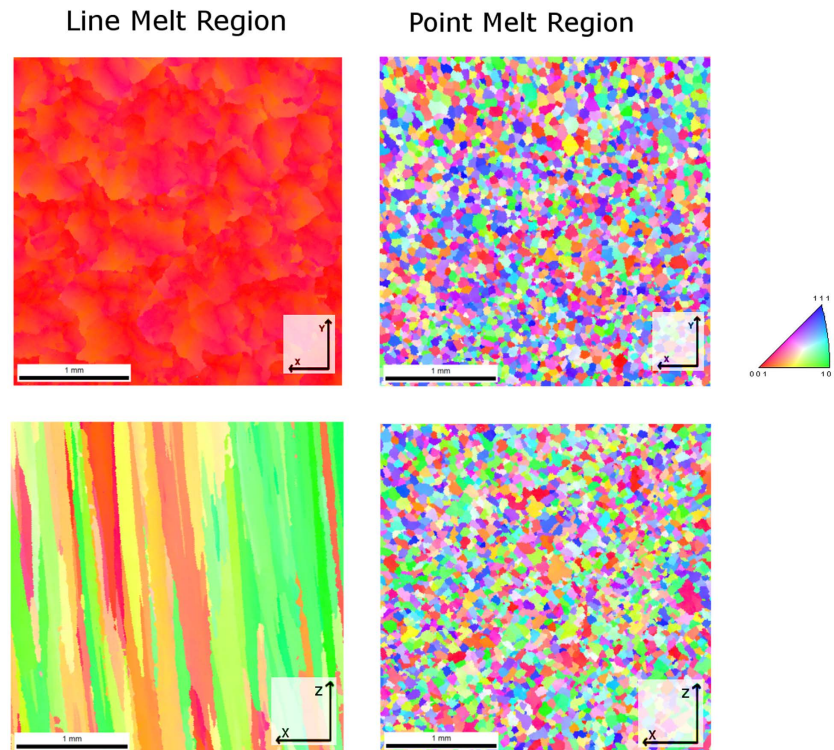 Line Melt Region
Point Melt Region
Y
X
1 mm
Y
X
1 mm
1 1 1
0 0 1
1 0
Z
X
1 mm
Z
X
1 mm